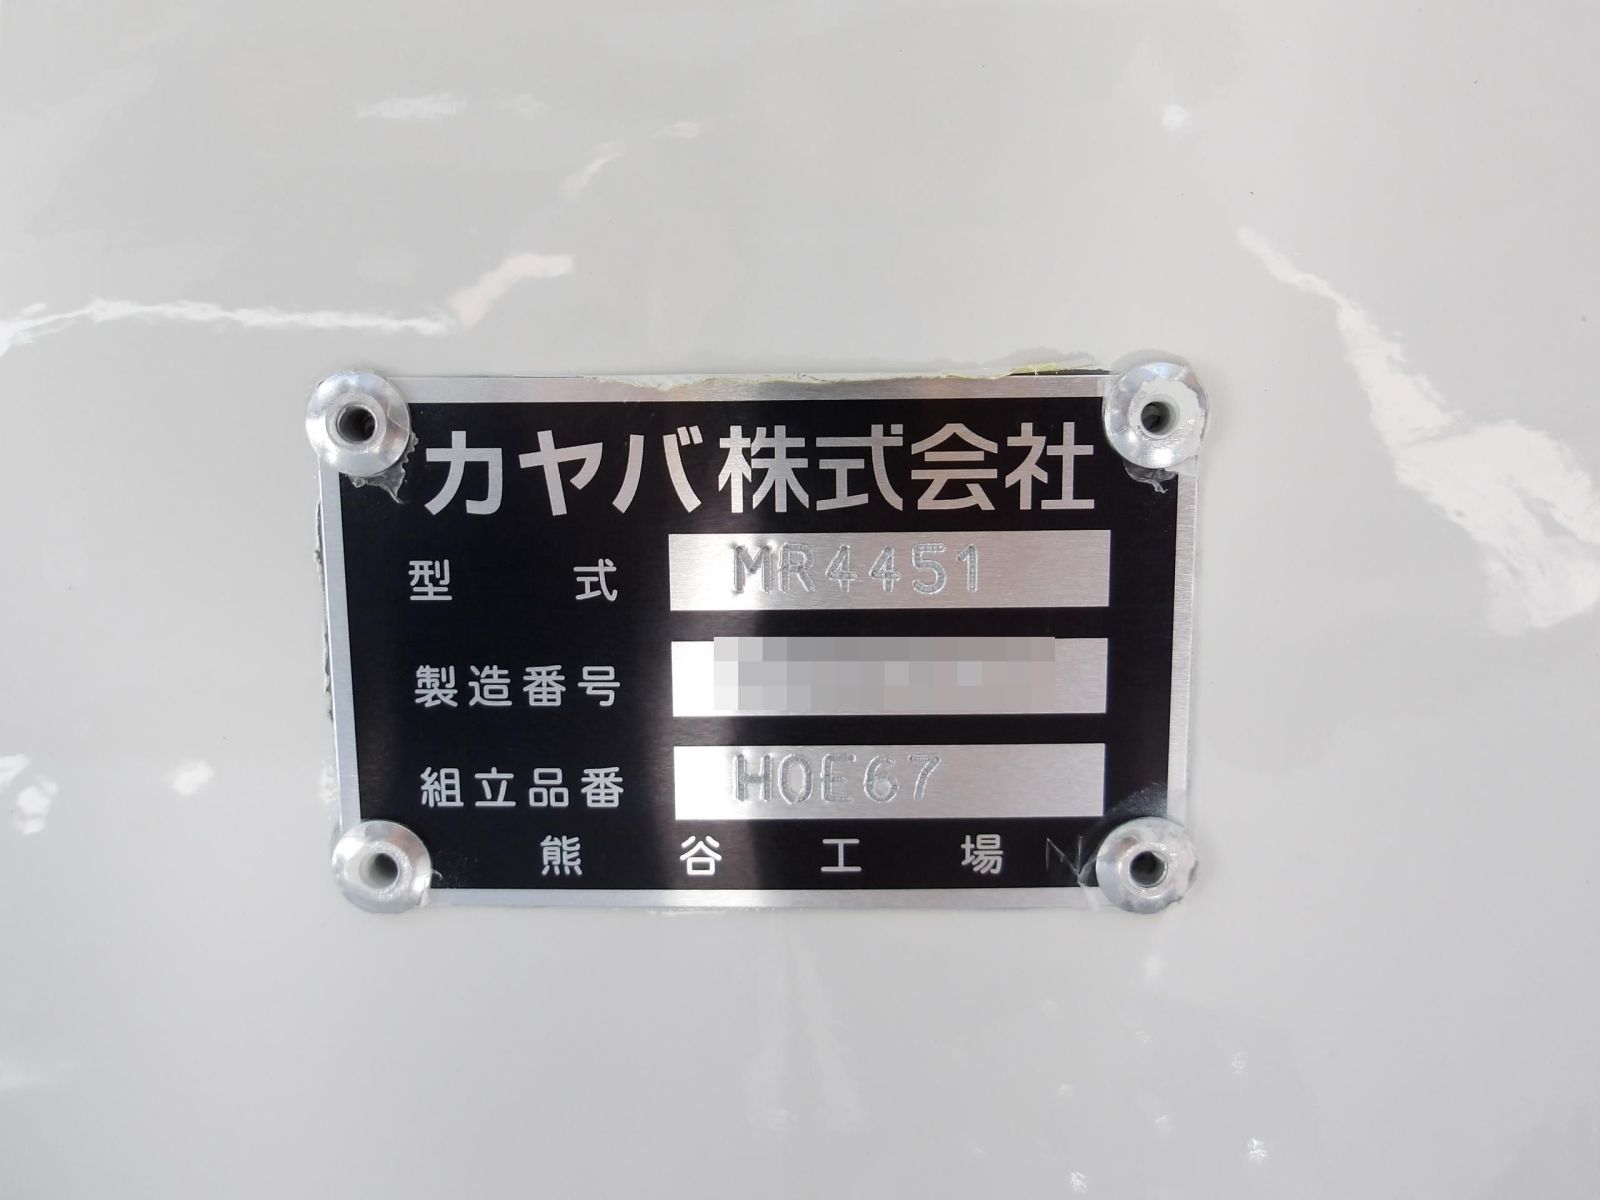 カヤバ株式会社
型式 MR4451
製造番号
組立品番 H0E67
熊谷工場